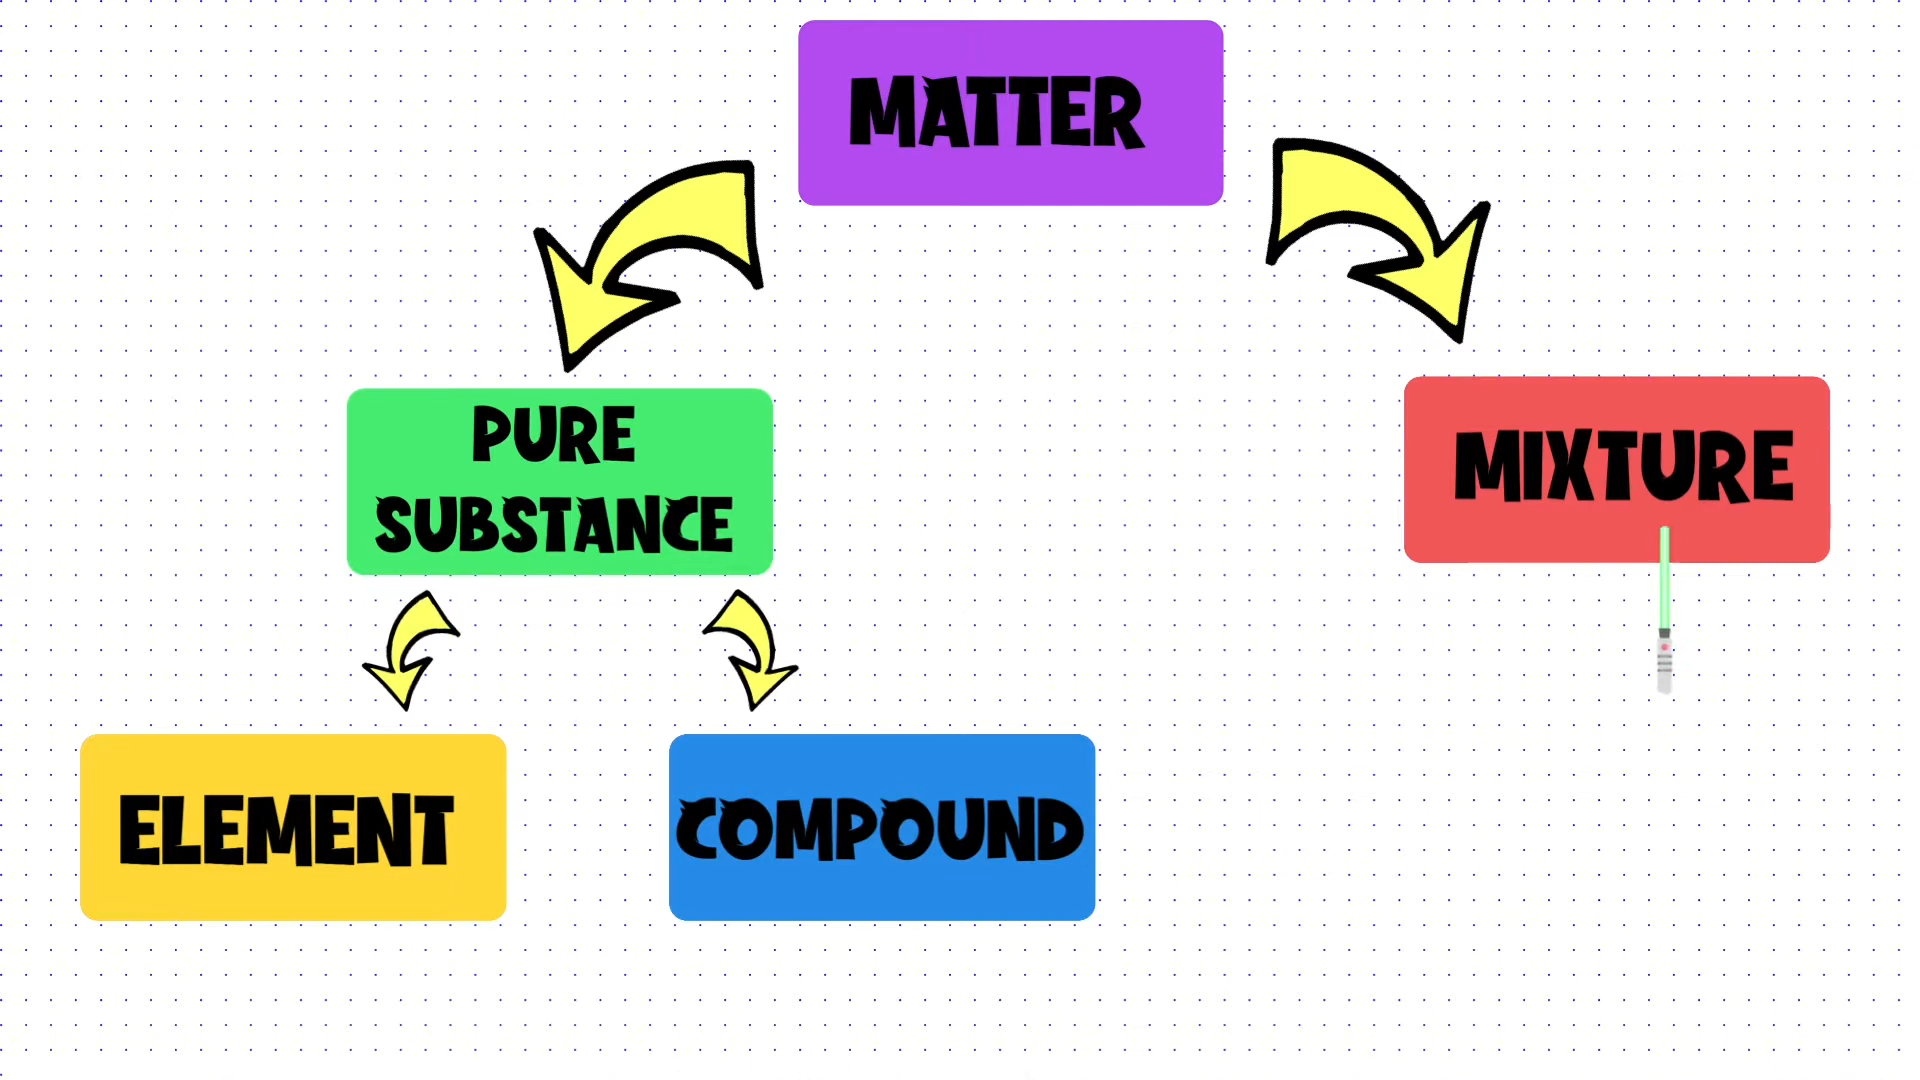 MATTER
PURE
SUBSTANCE
MIXTURE
ELEMENT
COMPOUND